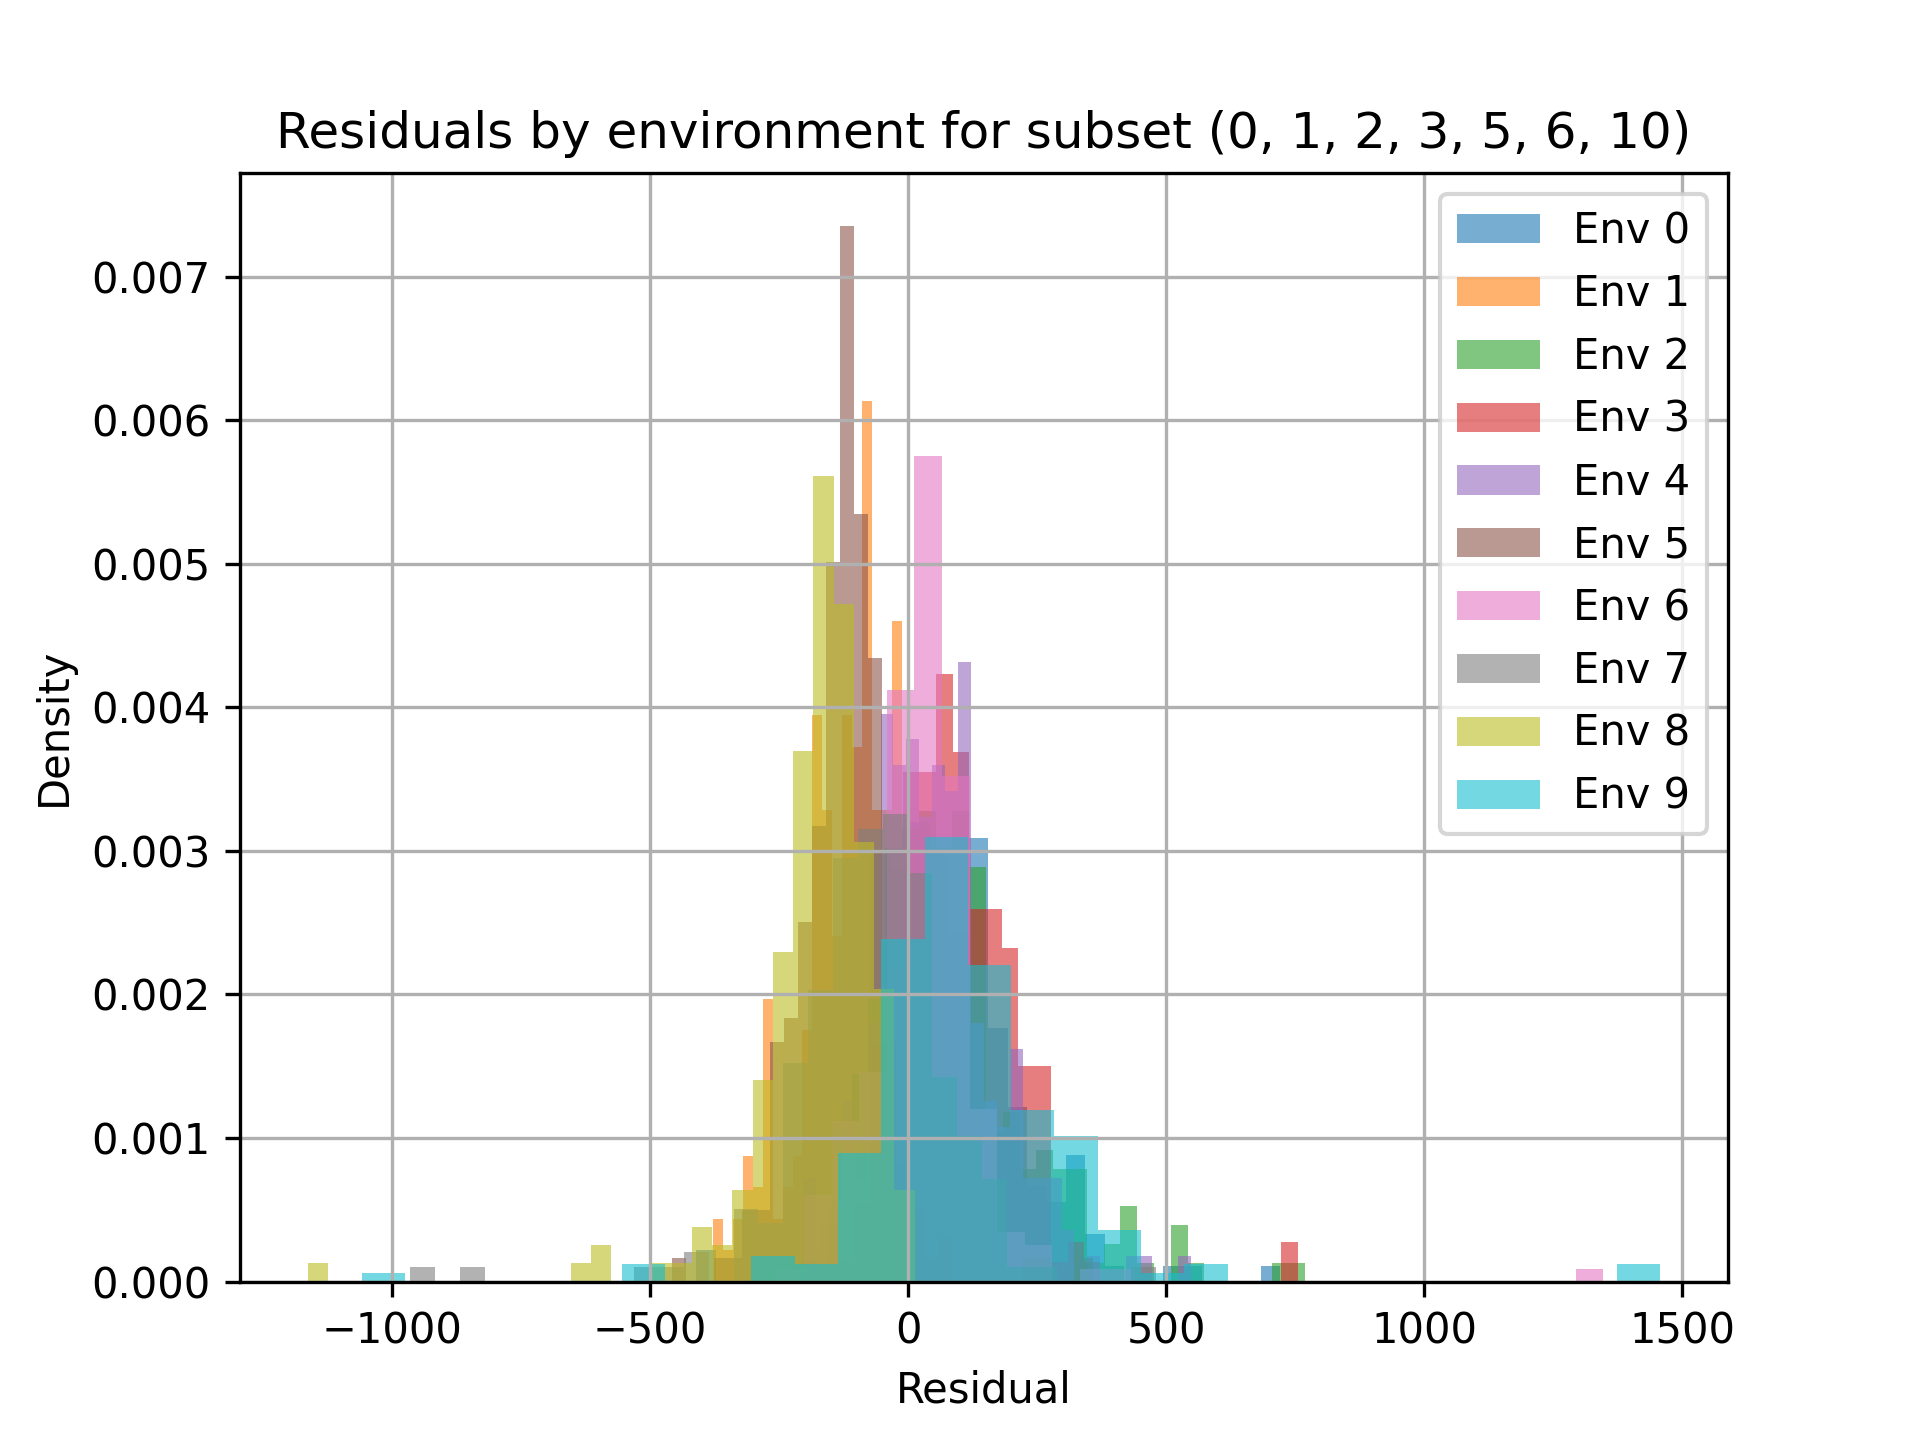 Residuals by environment for subset (0, 1, 2, 3, 5, 6, 10)
Env 0
Env 1
Env 2
Env 3
Env 4
Env 5
Env 6
Env 7
Env 8
Env 9
Density
0.007
0.006
0.005
0.004
0.003
0.002
0.001
0.000
−1000 −500 0 500 1000 1500
Residual